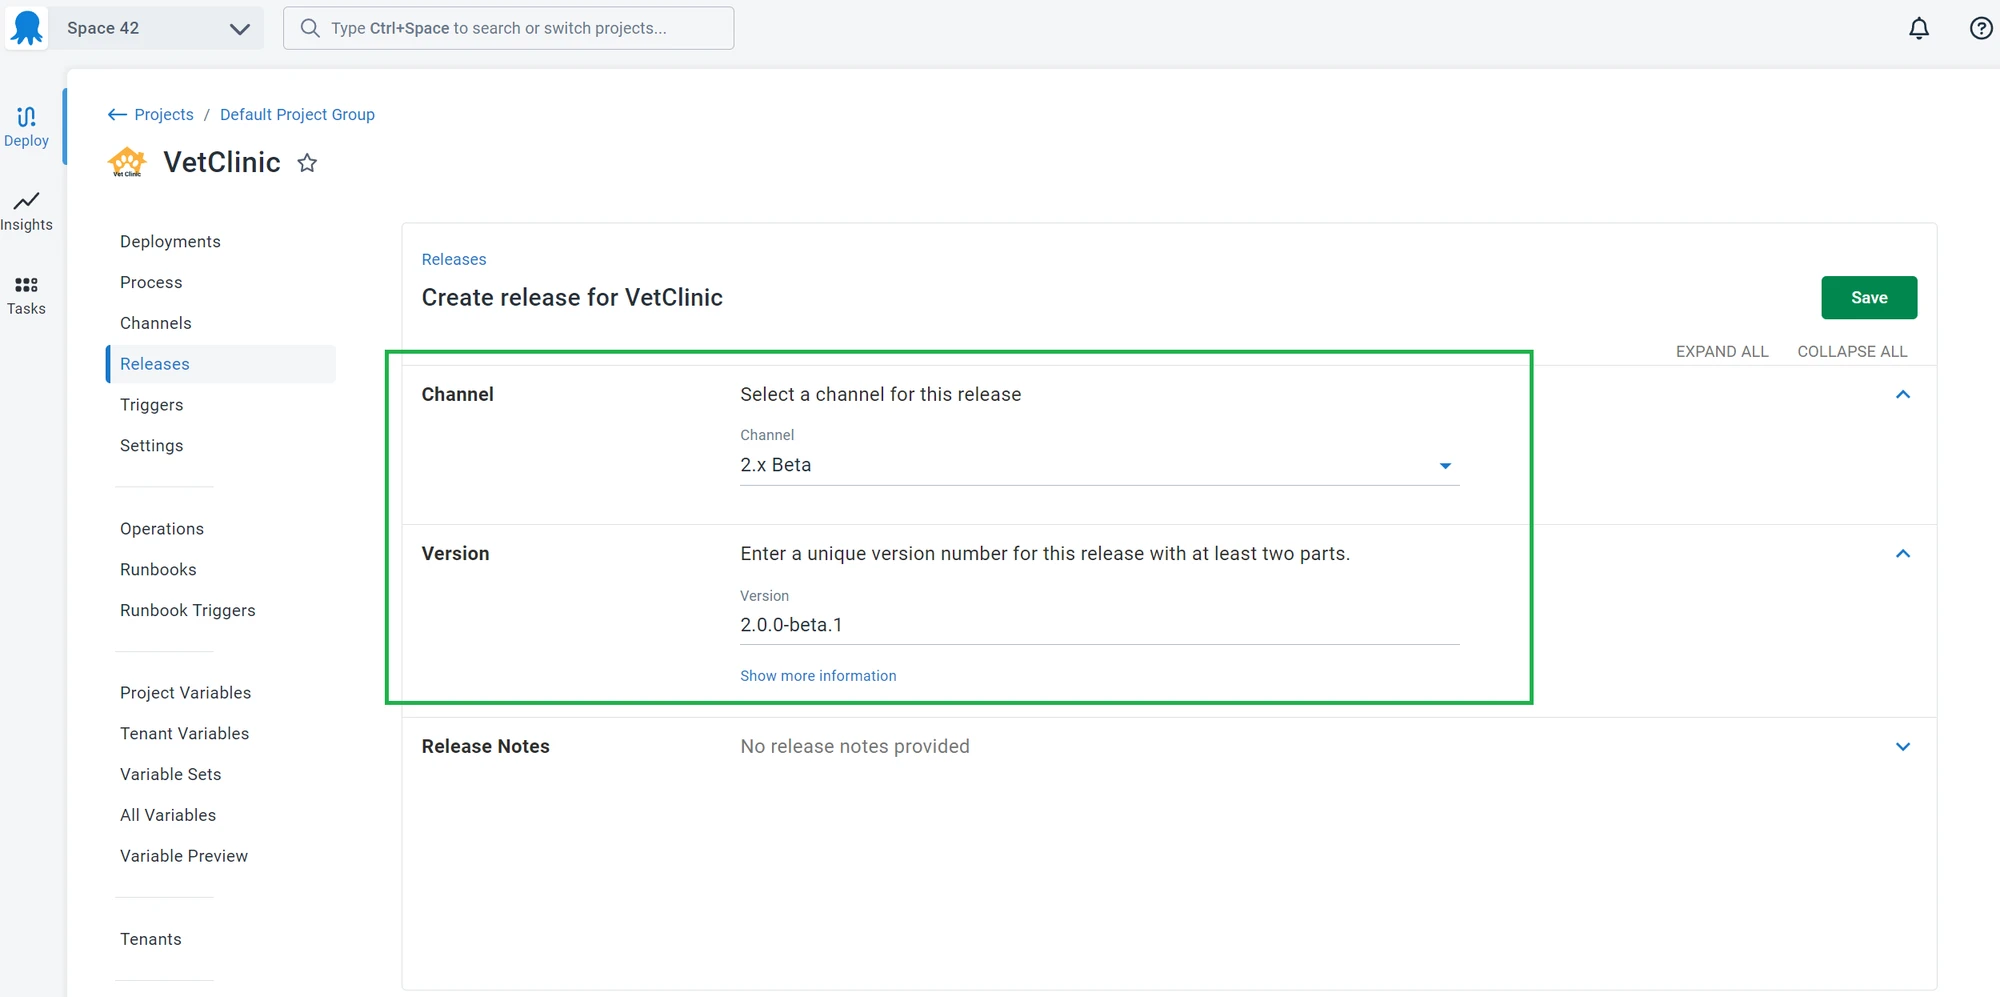 Space 42
Type Ctrl+Space to search or switch projects...
Deploy
Insights
Tasks
Projects / Default Project Group
Vet Clinic
VetClinic
Deployments
Process
Channels
Releases
Triggers
Settings
Operations
Runbooks
Runbook Triggers
Project Variables
Tenant Variables
Variable Sets
All Variables
Variable Preview
Tenants
Releases
Create release for VetClinic
Save
EXPAND ALL COLLAPSE ALL
Channel
Select a channel for this release
Channel
2.x Beta
Version
Enter a unique version number for this release with at least two parts.
Version
2.0.0-beta.1
Show more information
Release Notes
No release notes provided